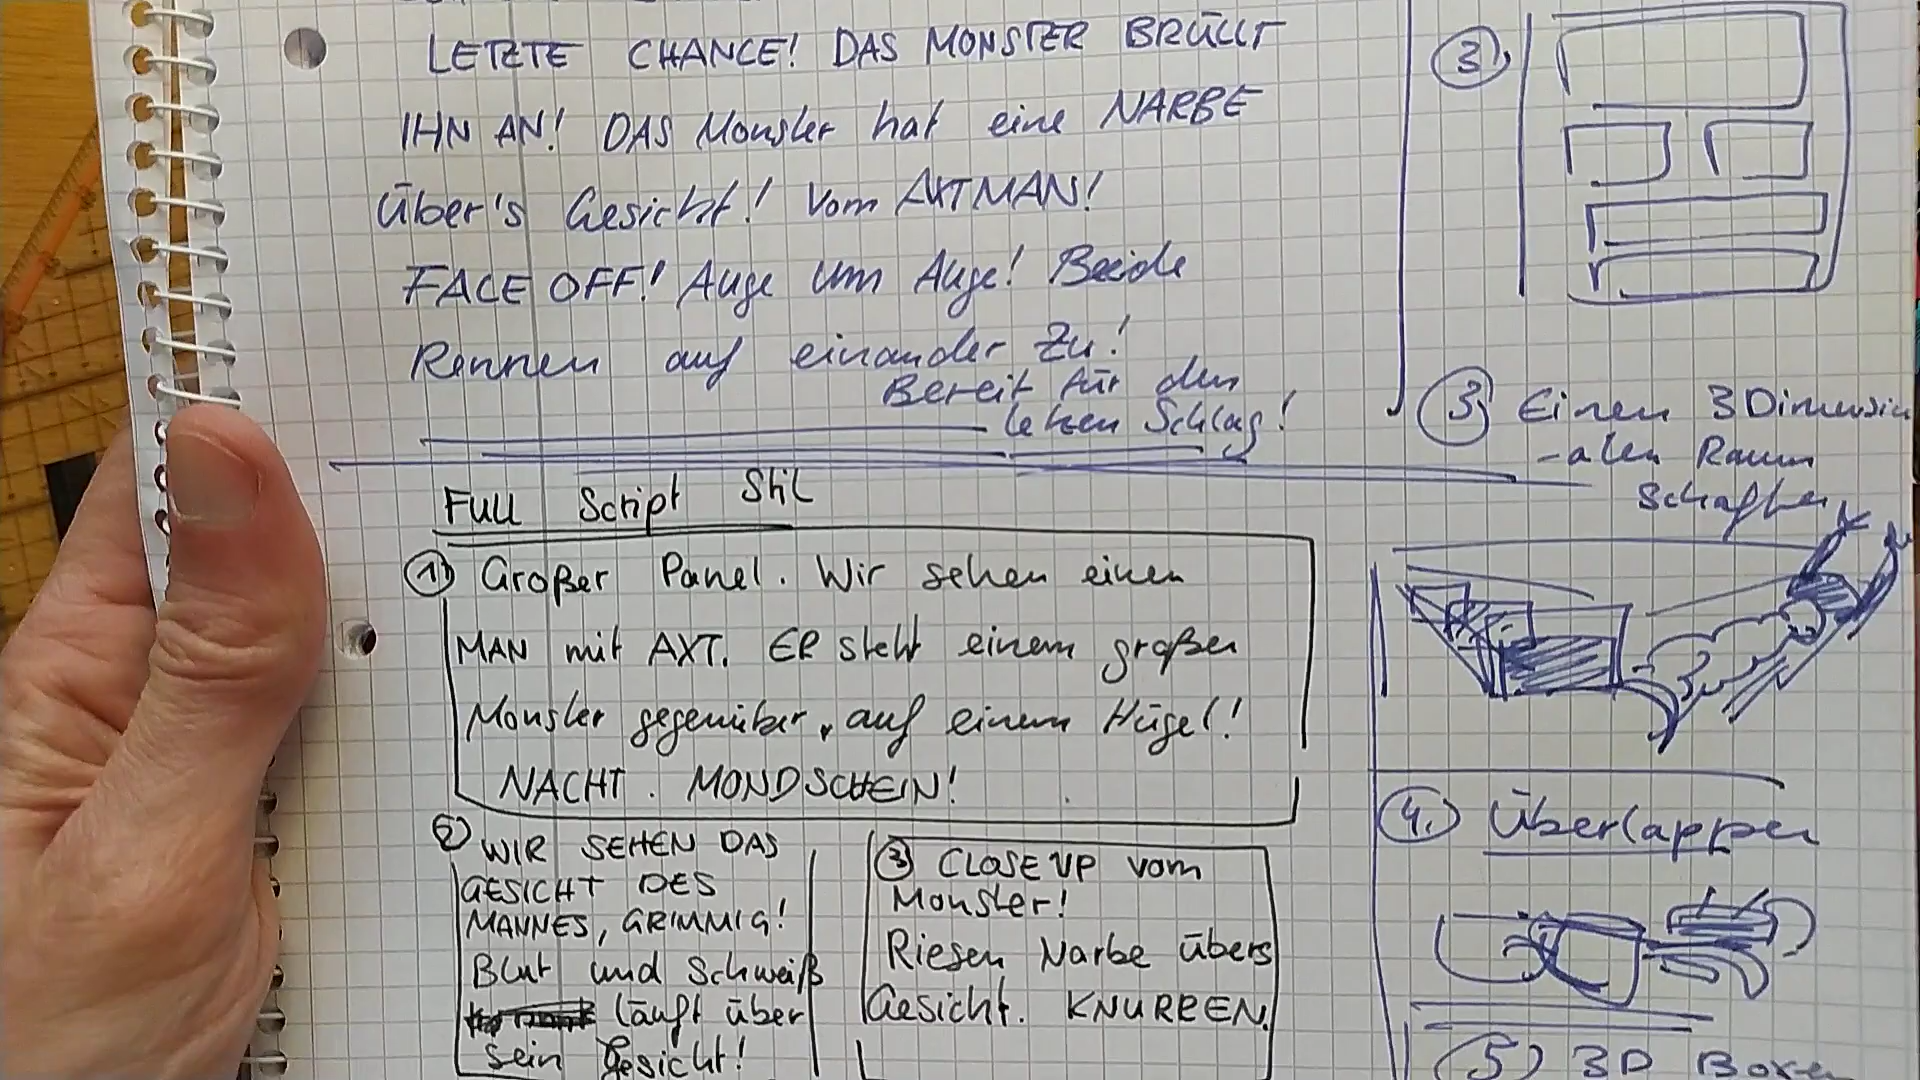 LETZTE CHANCE! DAS MONSTER BRÜLLT
IHN AN! DAS Monster hat eine NARBE
Über's Gesicht! Vom AXTMAN!
FACE OFF! Auge um Auge! Beide
Rennen auf einander Zu!
Bereit für den
letzen Schlag!
Full Script Stil
1) Großer Panel. Wir sehen einen
MAN mit AXT. ER steht einem großen
Monster gegenüber, auf einem Hügel!
NACHT. MONDSCHEIN!
2) WIR SEHEN DAS
GESICHT DES
MANNES, GRIMMIG!
Blut und Schweiß
läuft über
sein Gesicht!
3) CLOSE UP vom
Monster!
Riesen Narbe übers
Gesicht. KNURREN.
3)
3) Einen 3Dimension
-alen Raum
schaffen
4.) Überlappen
5) 3D Boxen